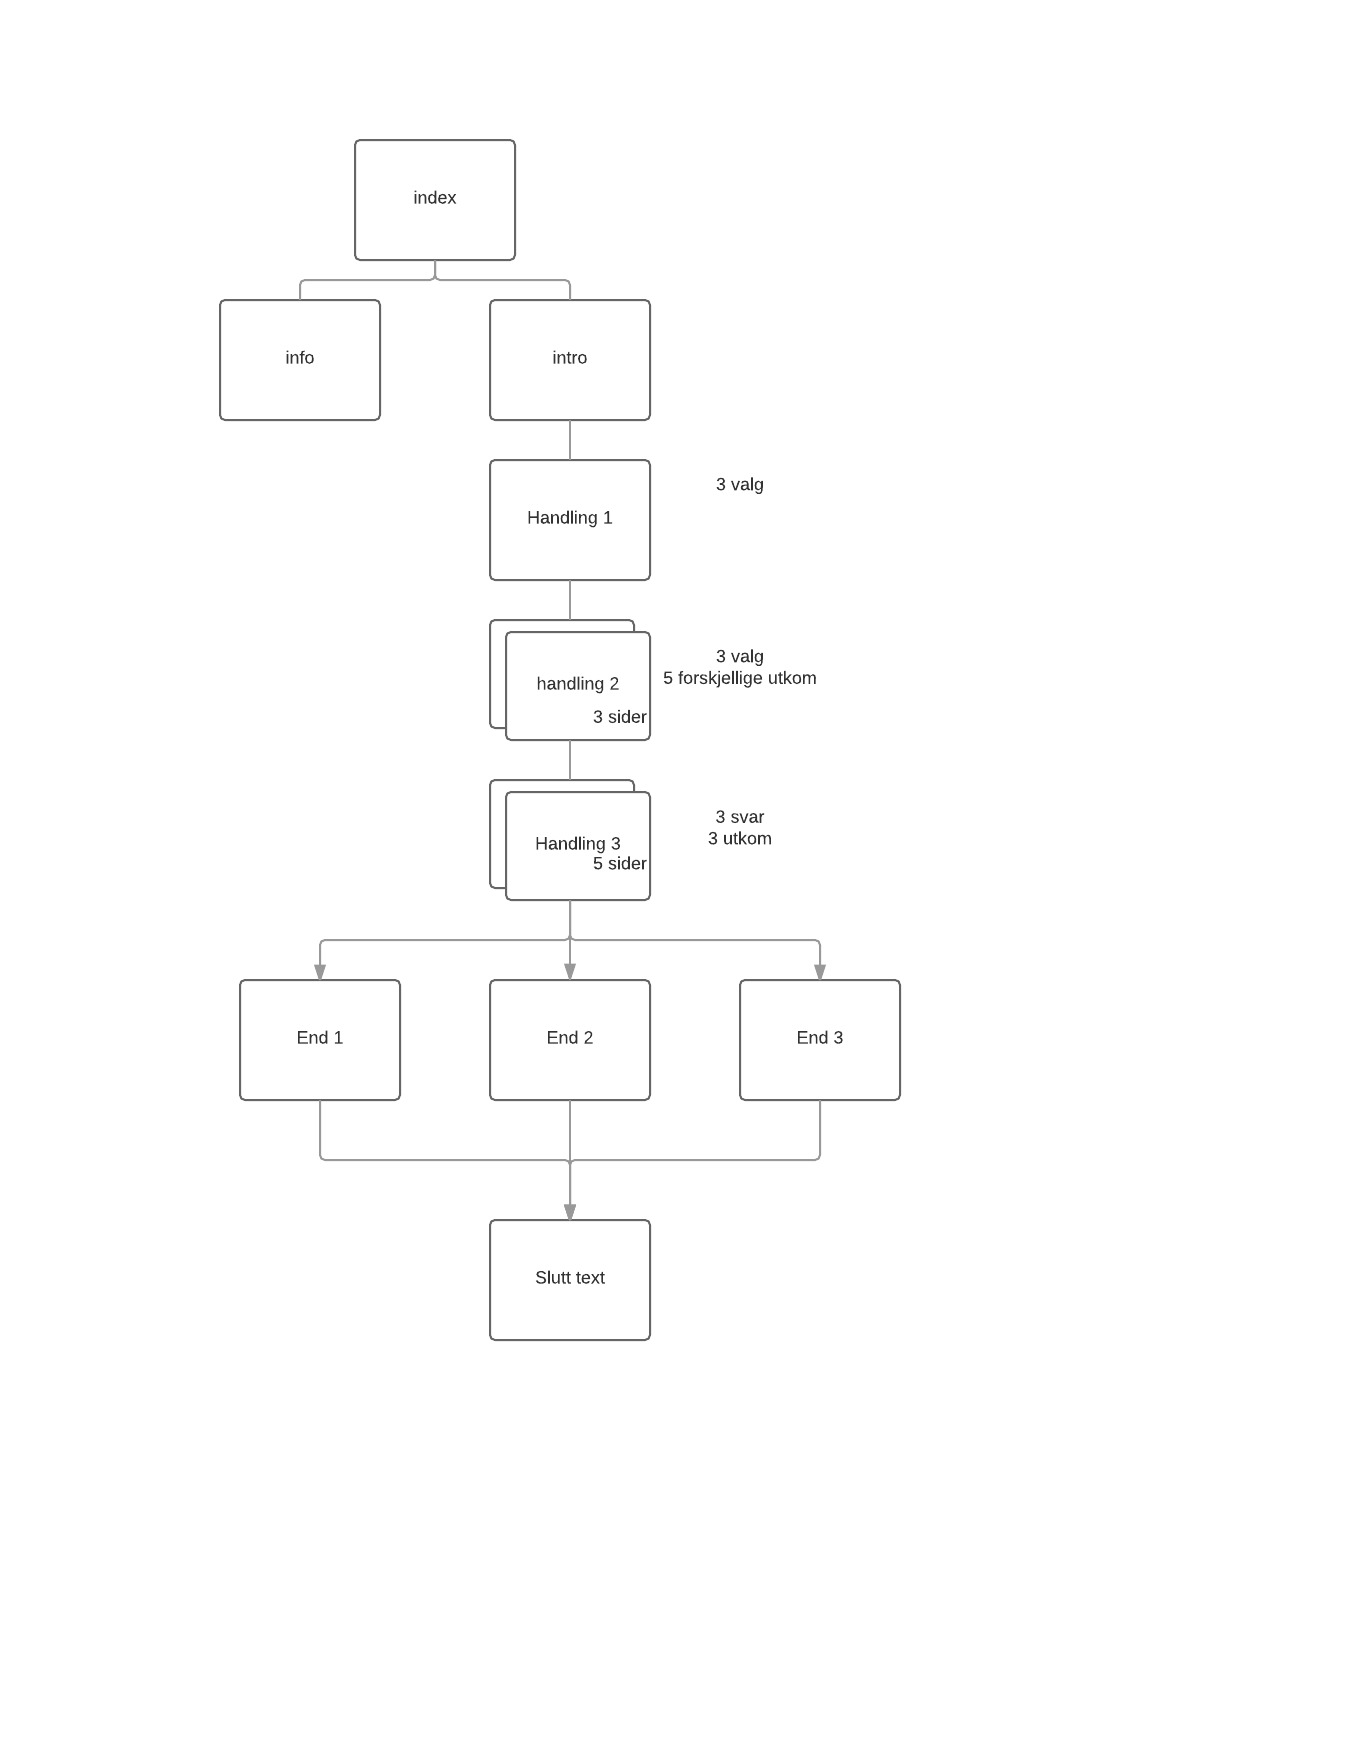 index
info
intro
3 valg
Handling 1
3 valg
5 forskjellige utkom
handling 2
3 sider
3 svar
3 utkom
Handling 3
5 sider
End 1
End 2
End 3
Slutt text